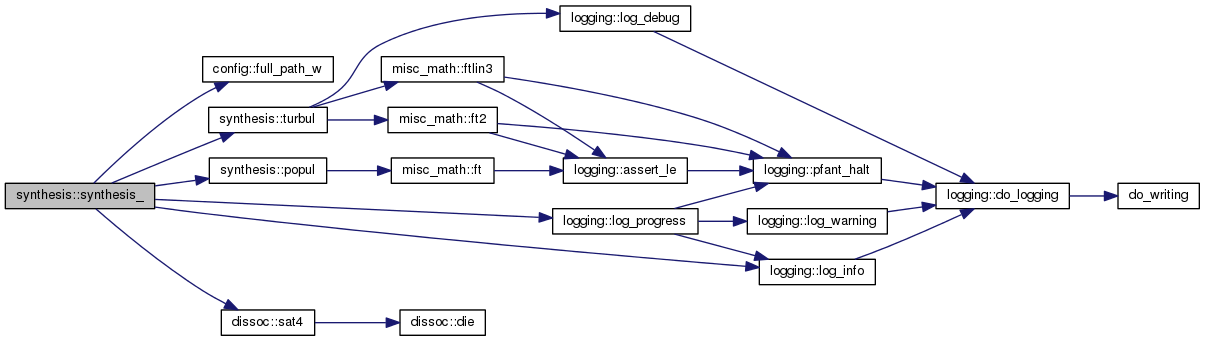 logging::log_debug
config::full_path_w
misc_math::ftlin3
synthesis::turbul
misc_math::ft2
synthesis::popul
misc_math::ft
logging::assert_le
logging::pfant_halt
synthesis::synthesis_
logging::do_logging
do_writing
logging::log_progress
logging::log_warning
logging::log_info
dissoc::sat4
dissoc::die